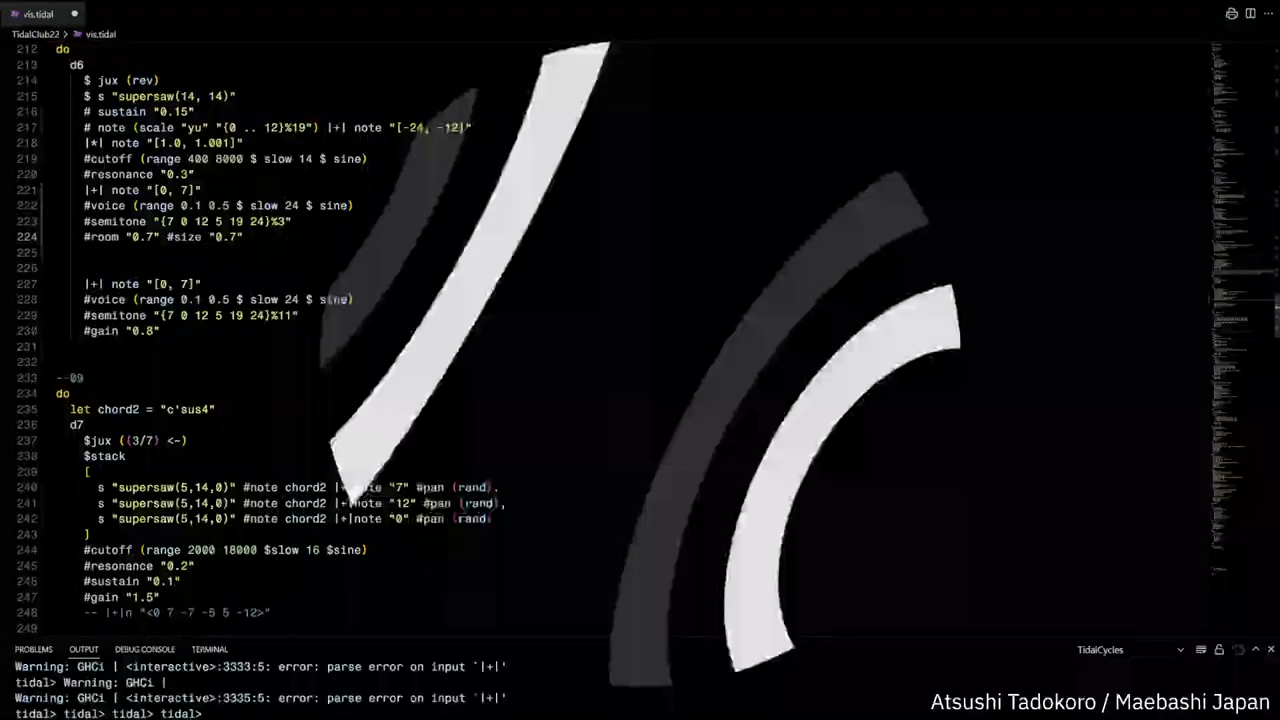 vis.tidal
TidalClub22 > vis.tidal
212 do
213 d6
214 $ jux (rev)
215 $ s "supersaw(14, 14)"
216 # sustain "0.15"
217 # note (scale "yu" "{0 .. 12}%19") |+| note "[-24, -12]"
218 |*| note "[1.0, 1.001]"
219 #cutoff (range 400 8000 $ slow 14 $ sine)
220 #resonance "0.3"
221 |+| note "[0, 7]"
222 #voice (range 0.1 0.5 $ slow 24 $ sine)
223 #semitone "{7 0 12 5 19 24}%3"
224 #room "0.7" #size "0.7"
225
226
227 |+| note "[0, 7]"
228 #voice (range 0.1 0.5 $ slow 24 $ sine)
229 #semitone "{7 0 12 5 19 24}%11"
230 #gain "0.8"
231
232
233 --09
234 do
235 let chord2 = "c'sus4"
236 d7
237 $jux ((3/7) <~)
238 $stack
239 [
240 s "supersaw(5,14,0)" #note chord2 |+ note "7" #pan (rand),
241 s "supersaw(5,14,0)" #note chord2 |+ note "12" #pan (rand),
242 s "supersaw(5,14,0)" #note chord2 |+| note "0" #pan (rand)
243 ]
244 #cutoff (range 2000 18000 $slow 16 $sine)
245 #resonance "0.2"
246 #sustain "0.1"
247 #gain "1.5"
248 -- |+|n "<0 7 -7 -5 5 -12>"
249
PROBLEMS OUTPUT DEBUG CONSOLE TERMINAL TidalCycles
Warning: GHCi | <interactive>:3333:5: error: parse error on input `|+|'
tidal> Warning: GHCi |
Warning: GHCi | <interactive>:3335:5: error: parse error on input `|+|'
tidal> tidal> tidal> tidal>
Atsushi Tadokoro / Maebashi Japan